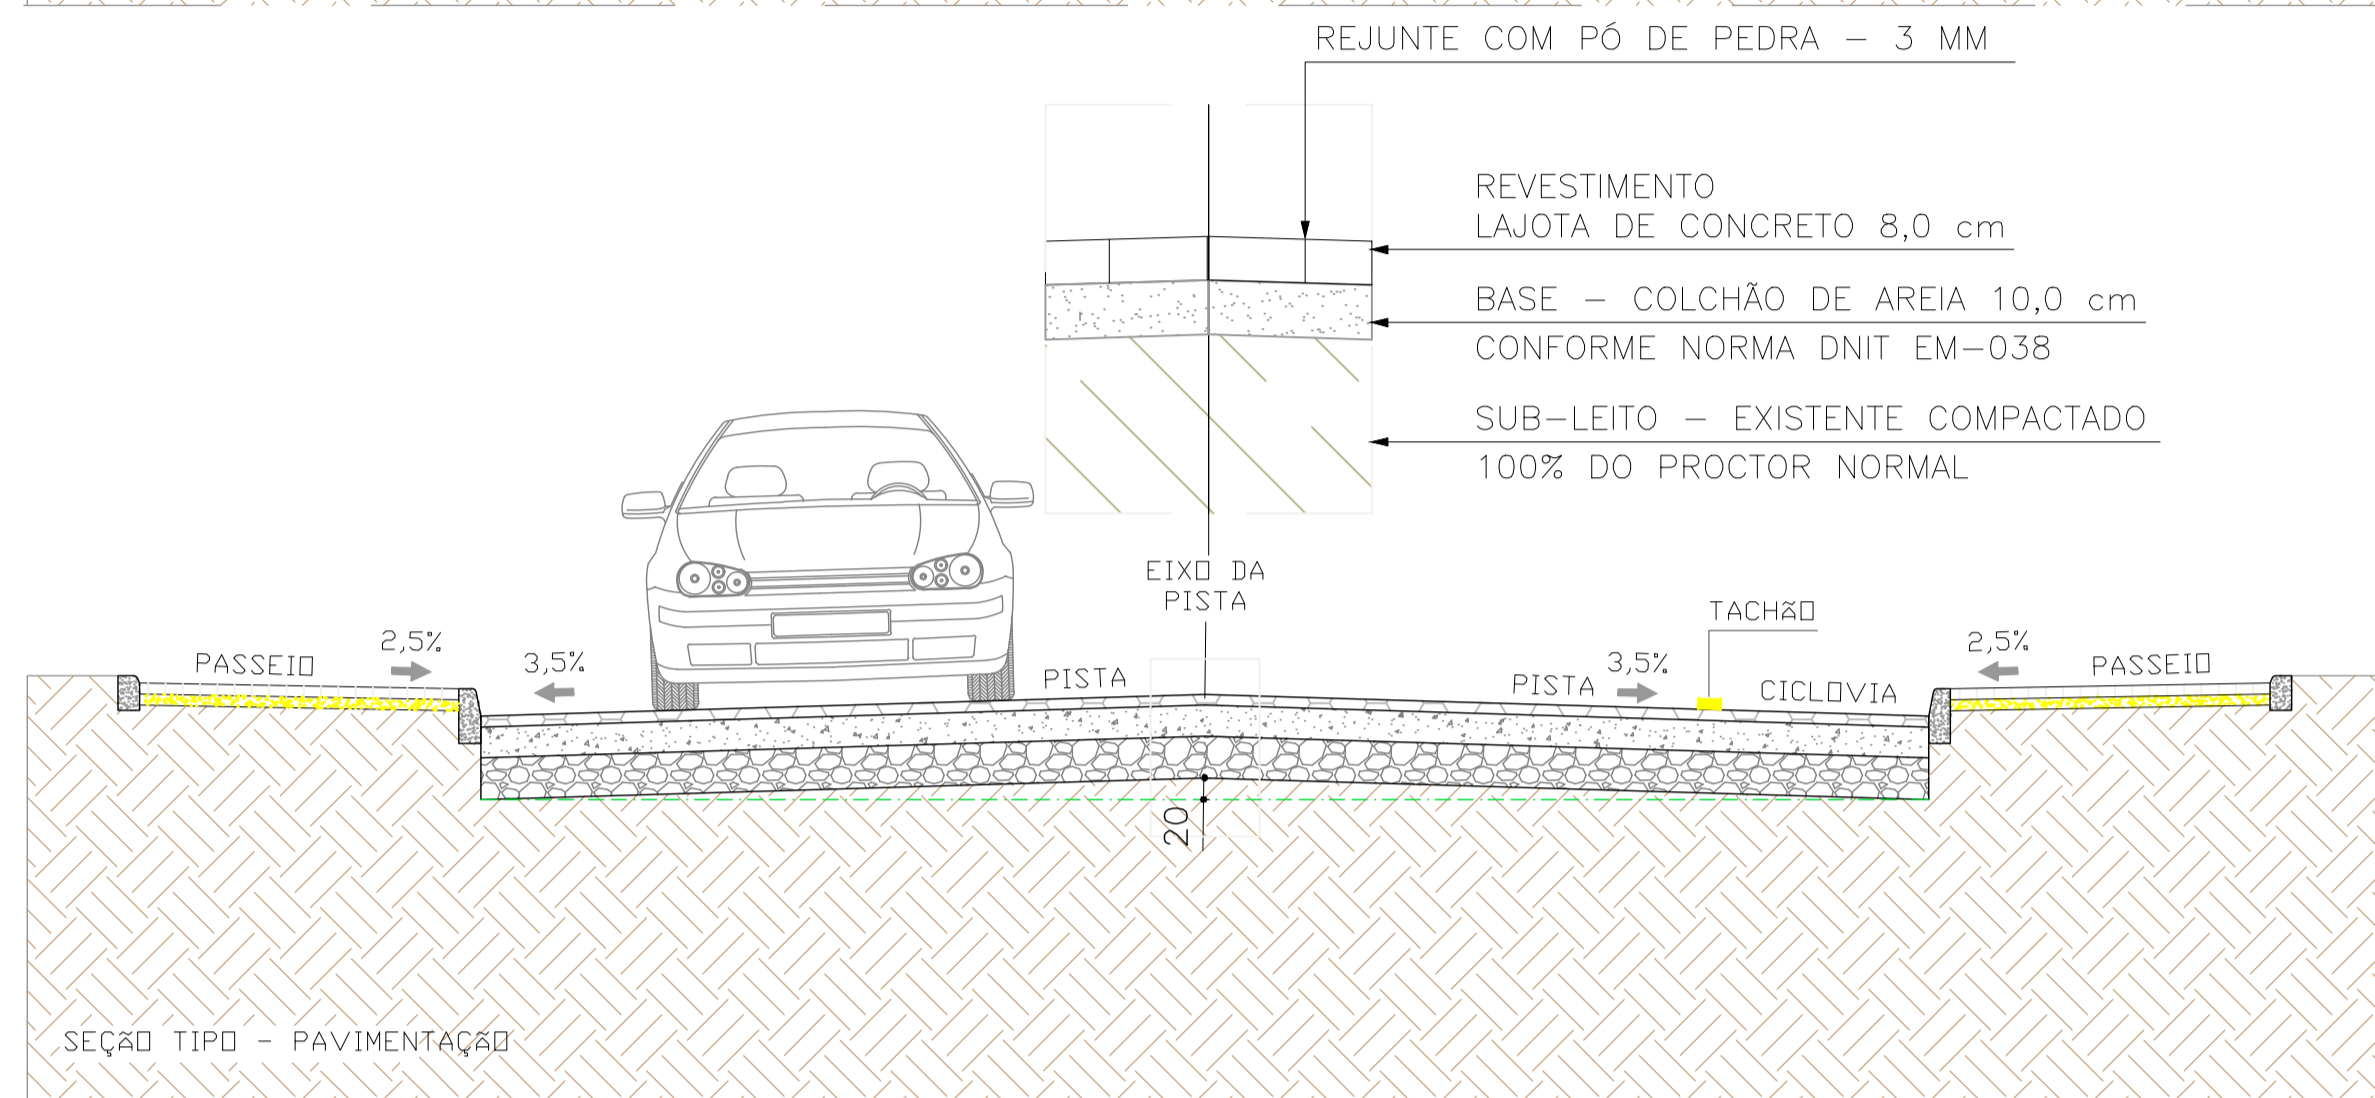 REJUNTE COM PÓ DE PEDRA – 3 MM
REVESTIMENTO
LAJOTA DE CONCRETO 8,0 cm
BASE – COLCHÃO DE AREIA 10,0 cm
CONFORME NORMA DNIT EM–038
SUB–LEITO – EXISTENTE COMPACTADO
100% DO PROCTOR NORMAL
EIXO DA
PISTA
TACHãO
2,5%
PASSEIO
3,5%
PISTA
PISTA
3,5%
CICLOVIA
2,5%
PASSEIO
20
SEÇãO TIPO – PAVIMENTAÇãO